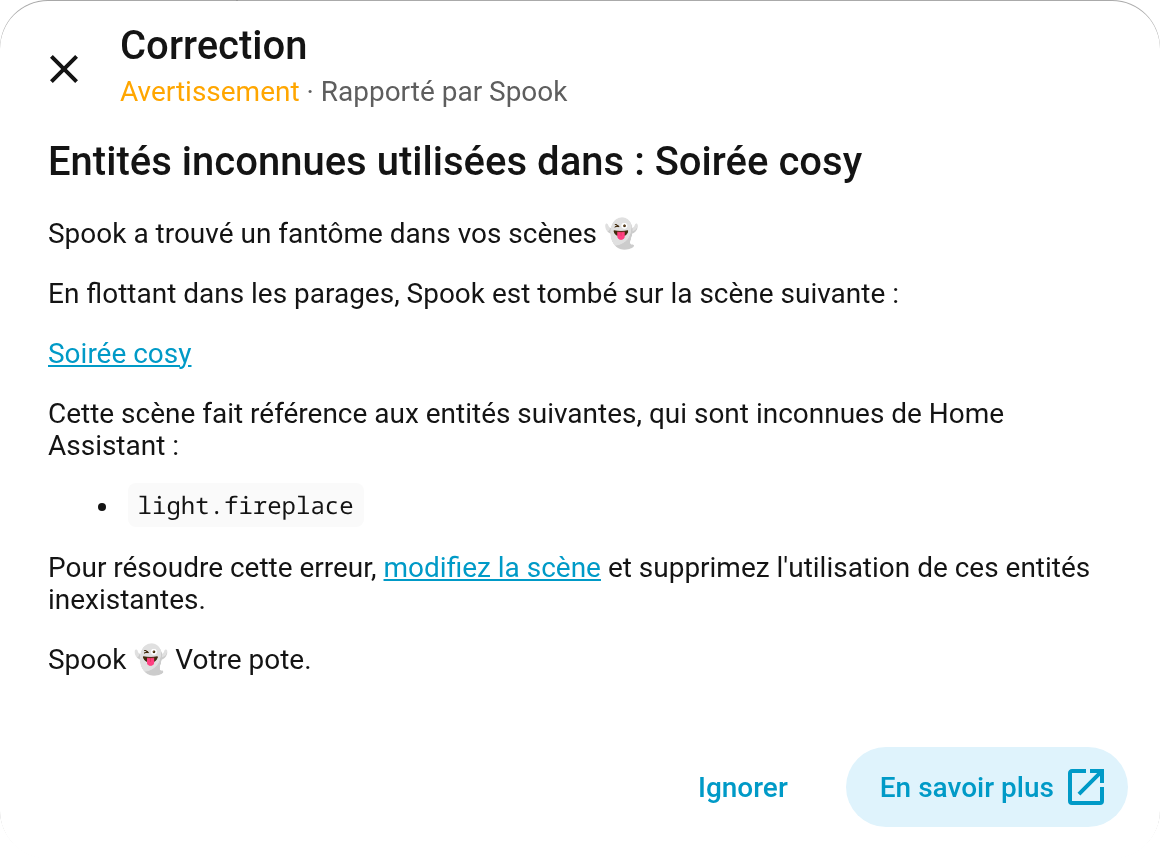 Correction
Avertissement · Rapporté par Spook
Entités inconnues utilisées dans : Soirée cosy
Spook a trouvé un fantôme dans vos scènes 👻
En flottant dans les parages, Spook est tombé sur la scène suivante :
Soirée cosy
Cette scène fait référence aux entités suivantes, qui sont inconnues de Home
Assistant :
• light.fireplace
Pour résoudre cette erreur, modifiez la scène et supprimez l'utilisation de ces entités
inexistantes.
Spook 👻 Votre pote.
Ignorer
En savoir plus